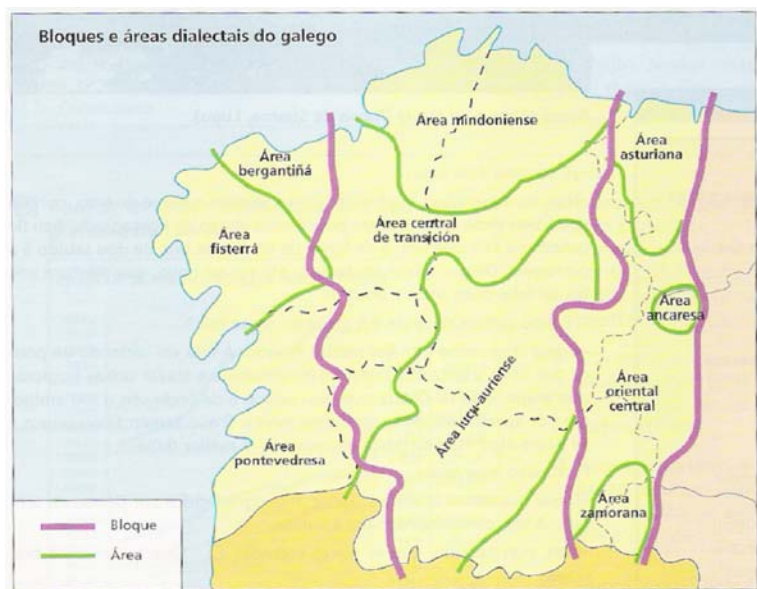 Bloques e áreas dialectais do galego
Área mindoniense
Área
asturiana
Área
bergantiñá
Área central
de transición
Área
fisterrá
Área
ancaresa
Área
oriental
central
Área lucu-auriense
Área
pontevedresa
Área
zamorana
Bloque
Área